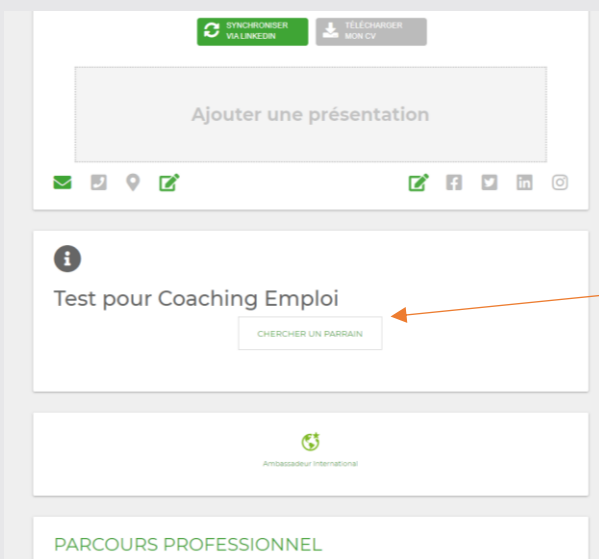 SYNCHRONISER
VIA LINKEDIN
TÉLÉCHARGER
MON CV
Ajouter une présentation
Test pour Coaching Emploi
CHERCHER UN PARRAIN
Ambassadeur International
PARCOURS PROFESSIONNEL